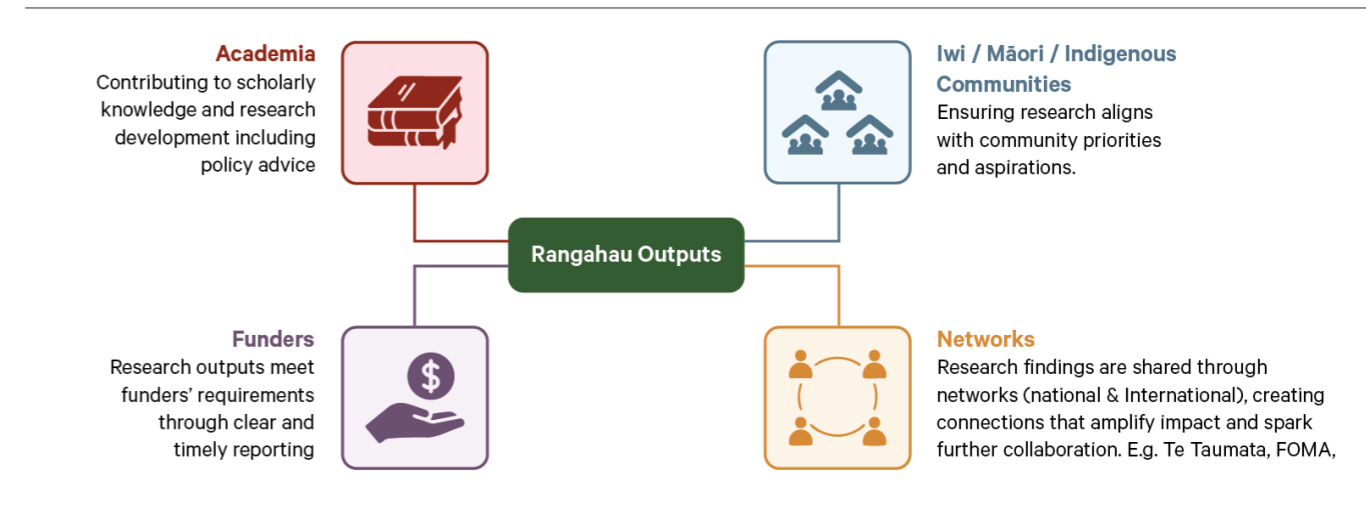 Academia
Contributing to scholarly
knowledge and research
development including
policy advice
Iwi / Māori / Indigenous
Communities
Ensuring research aligns
with community priorities
and aspirations.
Rangahau Outputs
Funders
Research outputs meet
funders’ requirements
through clear and
timely reporting
$
Networks
Research findings are shared through
networks (national & International), creating
connections that amplify impact and spark
further collaboration. E.g. Te Taumata, FOMA,